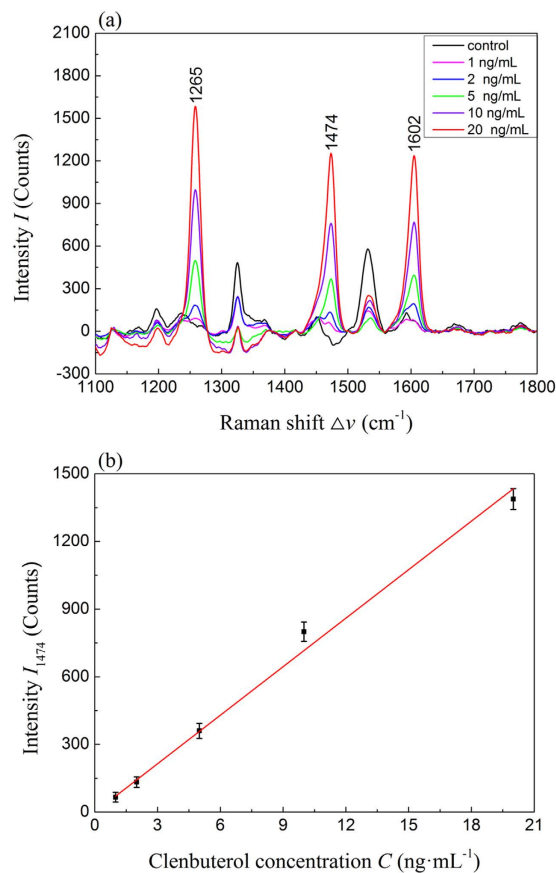 (a)
2100
1800
1500
1200
900
600
300
0
-300
1265
1474
1602
control
1 ng/mL
2 ng/mL
5 ng/mL
10 ng/mL
20 ng/mL
Intensity I (Counts)
1100 1200 1300 1400 1500 1600 1700 1800
Raman shift △ν (cm⁻¹)
(b)
1500
1200
900
600
300
0
Intensity I₁₄₇₄ (Counts)
0 3 6 9 12 15 18 21
Clenbuterol concentration C (ng·mL⁻¹)